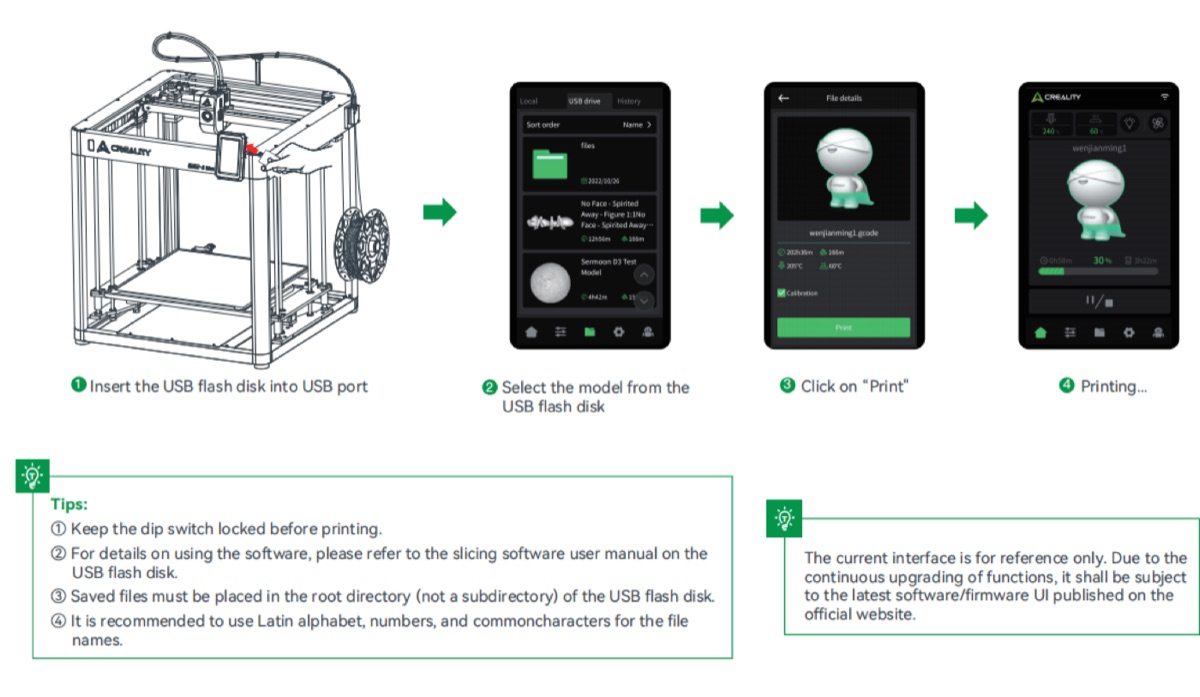 CREALITY
Local USB drive History
Sort order Name >
files
2022/10/26
No Face - Spirited
Away - Figure 1:1No
Face - Spirited Away···
12h56m 166m
Sermoon D3 Test
Model
4h42m
File details
wenjianming1.gcode
166m
205°C 60°C
Calibration
Print
CREALITY
240 60
wenjianming1
30%
1 Insert the USB flash disk into USB port
2 Select the model from the
USB flash disk
3 Click on “Print”
4 Printing...
Tips:
① Keep the dip switch locked before printing.
② For details on using the software, please refer to the slicing software user manual on the
USB flash disk.
③ Saved files must be placed in the root directory (not a subdirectory) of the USB flash disk.
④ It is recommended to use Latin alphabet, numbers, and commoncharacters for the file
names.
The current interface is for reference only. Due to the
continuous upgrading of functions, it shall be subject
to the latest software/firmware UI published on the
official website.